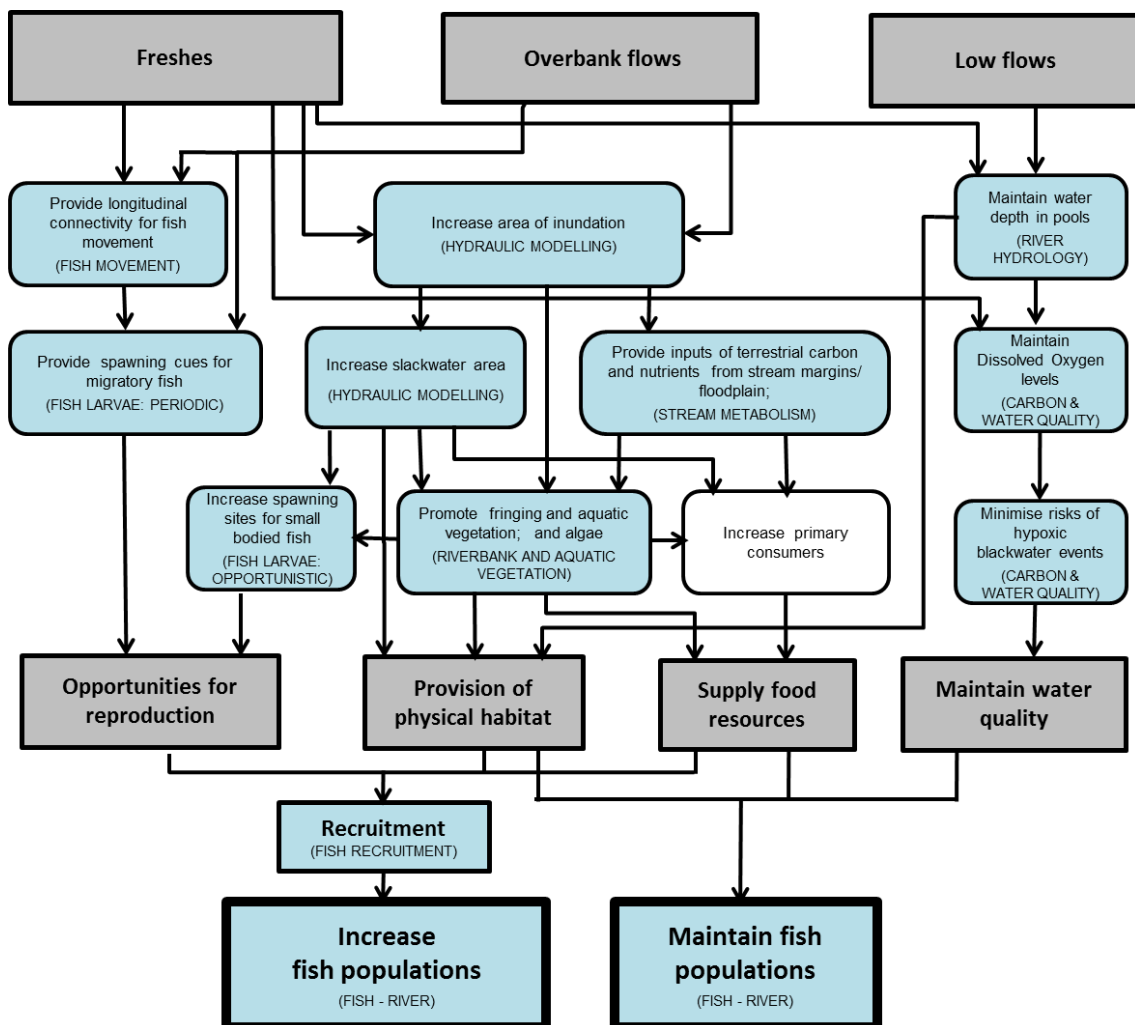 Freshes
Overbank flows
Low flows
Provide longitudinal
connectivity for fish
movement
(FISH MOVEMENT)
Increase area of inundation
(HYDRAULIC MODELLING)
Maintain water
depth in pools
(RIVER
HYDROLOGY)
Provide spawning cues for
migratory fish
(FISH LARVAE: PERIODIC)
Increase slackwater area
(HYDRAULIC MODELLING)
Provide inputs of terrestrial carbon
and nutrients from stream margins/
floodplain;
(STREAM METABOLISM)
Maintain
Dissolved Oxygen
levels
(CARBON &
WATER QUALITY)
Increase spawning
sites for small
bodied fish
(FISH LARVAE:
OPPORTUNISTIC)
Promote fringing and aquatic
vegetation; and algae
(RIVERBANK AND AQUATIC
VEGETATION)
Increase primary
consumers
Minimise risks of
hypoxic
blackwater events
(CARBON &
WATER QUALITY)
Opportunities for
reproduction
Provision of
physical habitat
Supply food
resources
Maintain water
quality
Recruitment
(FISH RECRUITMENT)
Increase
fish populations
(FISH - RIVER)
Maintain fish
populations
(FISH - RIVER)